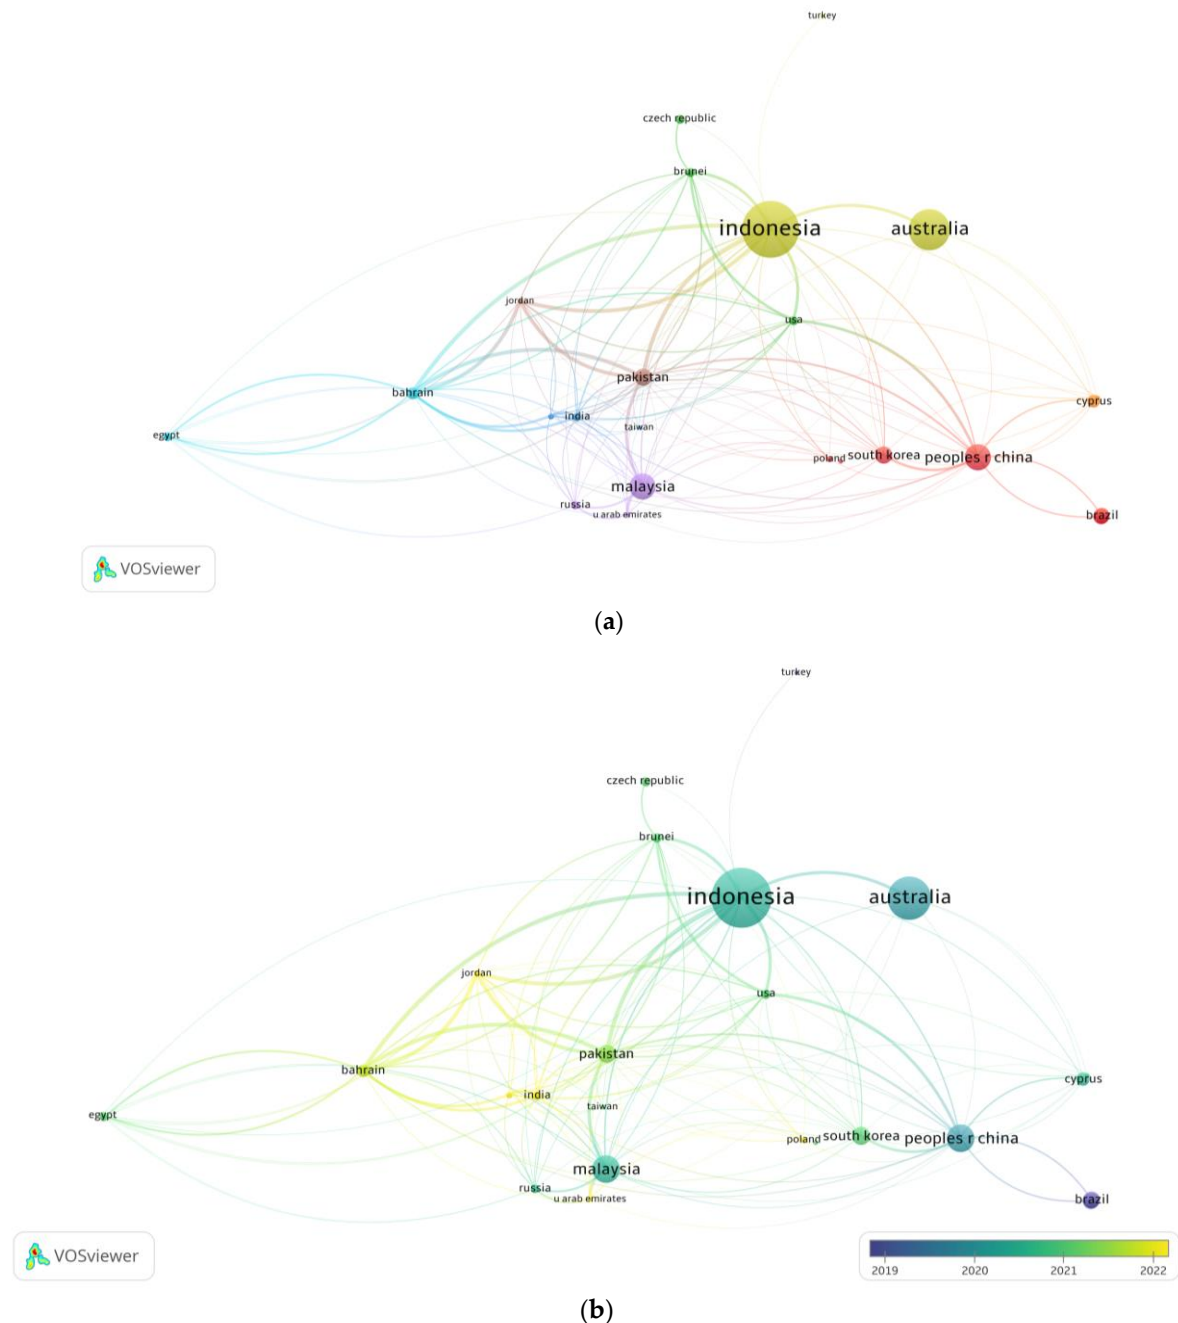 turkey
czech republic
brunei
indonesia
australia
jordan
usa
pakistan
bahrain
cyprus
india
taiwan
egypt
poland
south korea
peoples r china
malaysia
russia
u arab emirates
brazil
VOSviewer
(a)
turkey
czech republic
brunei
indonesia
australia
jordan
usa
pakistan
bahrain
cyprus
india
taiwan
egypt
poland
south korea
peoples r china
malaysia
russia
u arab emirates
brazil
VOSviewer
2019 2020 2021 2022
(b)